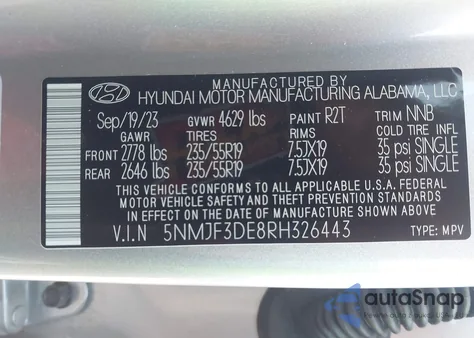 MANUFACTURED BY
HYUNDAI MOTOR MANUFACTURING ALABAMA, LLC
Sep/19/23 GVWR 4629 lbs PAINT R2T TRIM NNB
GAWR TIRES RIMS COLD TIRE INFL. PR.
FRONT 2778 lbs 235/55R19 7.5JX19 35 psi SINGLE
REAR 2646 lbs 235/55R19 7.5JX19 35 psi SINGLE
THIS VEHICLE CONFORMS TO ALL APPLICABLE U.S.A. FEDERAL
MOTOR VEHICLE SAFETY AND THEFT PREVENTION STANDARDS
IN EFFECT ON THE DATE OF MANUFACTURE SHOWN ABOVE.
V.I.N 5NMJF3DE8RH326443 TYPE: MPV
autoSnap